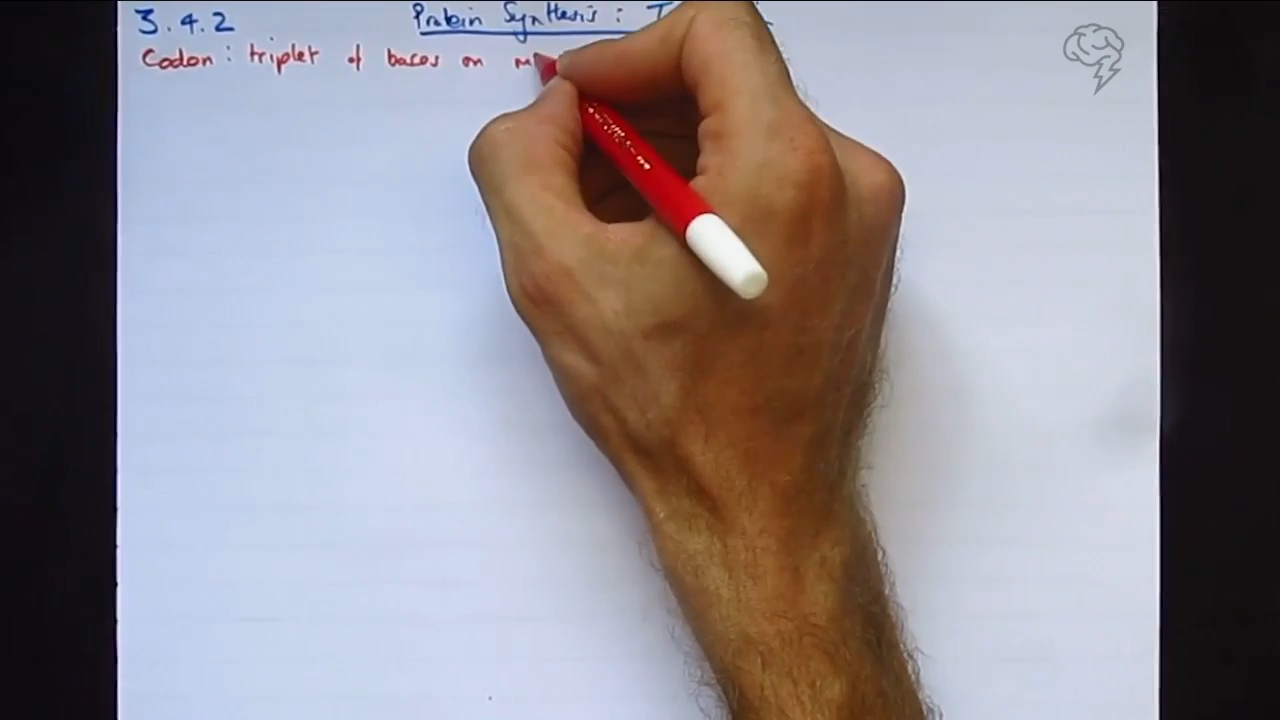 3.4.2 Protein Synthesis : T
Codon : triplet of bases on m